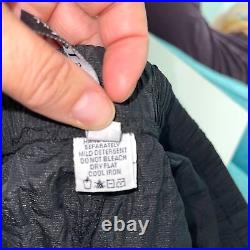 SEPARATELY
MILD DETERGENT
DO NOT BLEACH
DRY FLAT
COOL IRON